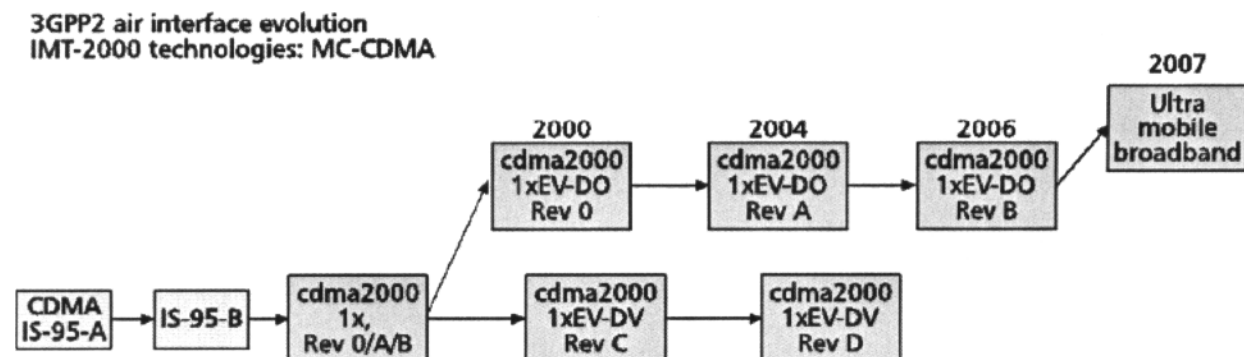 3GPP2 air interface evolution
IMT-2000 technologies: MC-CDMA
2007
Ultra
mobile
broadband
2000
cdma2000
1xEV-DO
Rev 0
2004
cdma2000
1xEV-DO
Rev A
2006
cdma2000
1xEV-DO
Rev B
CDMA
IS-95-A
IS-95-B
cdma2000
1x,
Rev 0/A/B
cdma2000
1xEV-DV
Rev C
cdma2000
1xEV-DV
Rev D